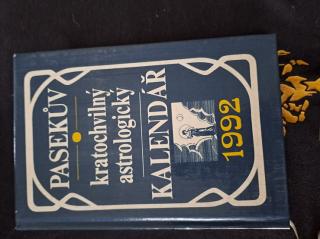 PASEKŮV
kratochvilný
astrologický
KALENDÁŘ
1992